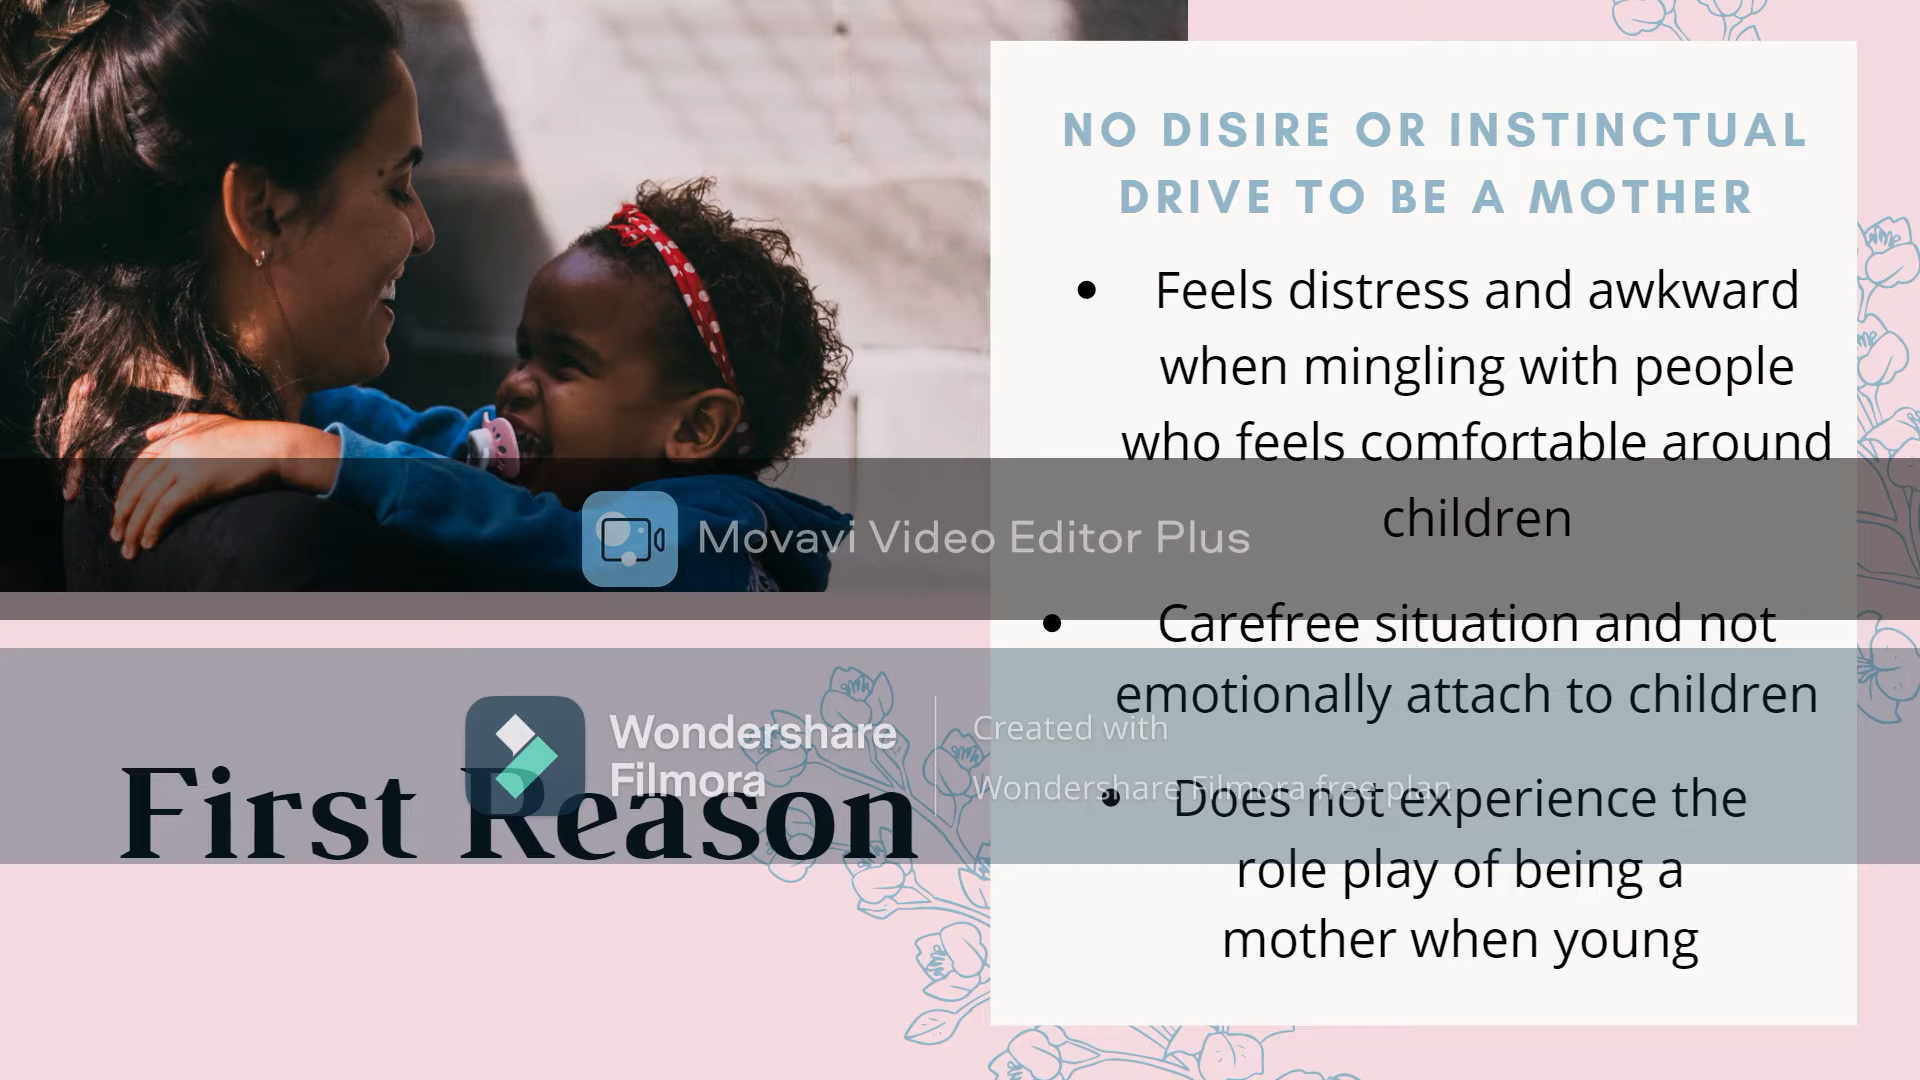 NO DISIRE OR INSTINCTUAL
DRIVE TO BE A MOTHER
• Feels distress and awkward
when mingling with people
who feels comfortable around
children
• Carefree situation and not
emotionally attach to children
• Does not experience the
role play of being a
mother when young
First Reason
Movavi Video Editor Plus
Wondershare
Filmora
Created with
Wondershare Filmora free plan